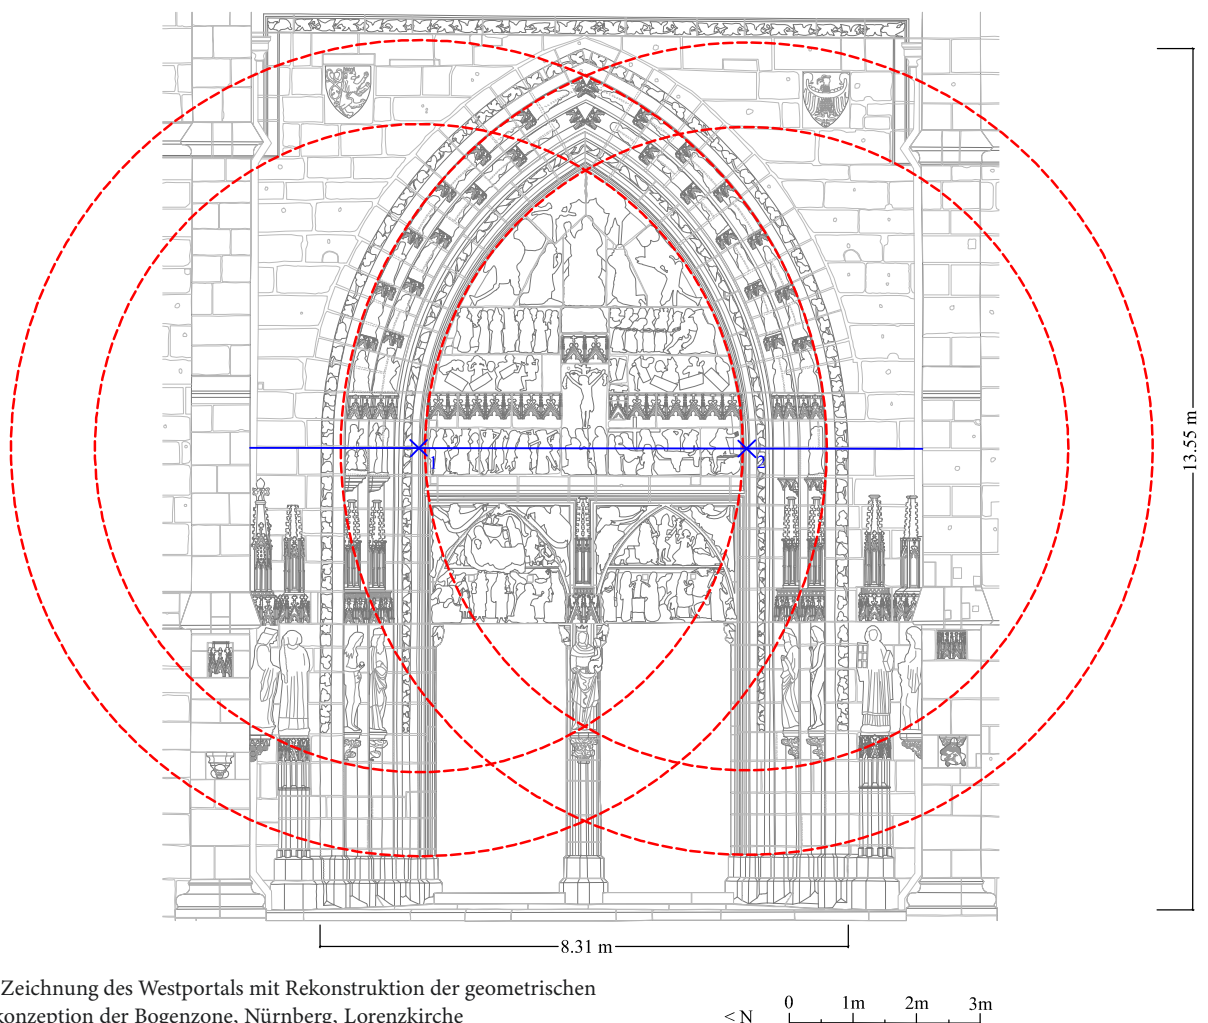 1
2
13.55 m
8.31 m
Zeichnung des Westportals mit Rekonstruktion der geometrischen
konzeption der Bogenzone, Nürnberg, Lorenzkirche
< N
0 1m 2m 3m